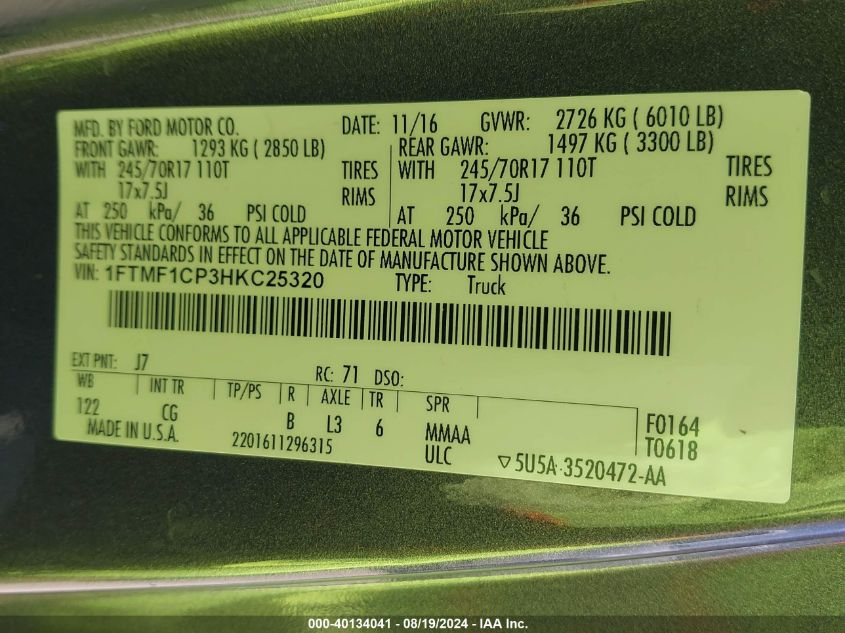 MFD. BY FORD MOTOR CO. DATE: 11/16 GVWR: 2726 KG ( 6010 LB)
FRONT GAWR: 1293 KG ( 2850 LB) REAR GAWR: 1497 KG ( 3300 LB)
WITH 245/70R17 110T TIRES WITH 245/70R17 110T TIRES
17x7.5J RIMS 17x7.5J RIMS
AT 250 kPa/ 36 PSI COLD AT 250 kPa/ 36 PSI COLD
THIS VEHICLE CONFORMS TO ALL APPLICABLE FEDERAL MOTOR VEHICLE
SAFETY STANDARDS IN EFFECT ON THE DATE OF MANUFACTURE SHOWN ABOVE.
VIN: 1FTMF1CP3HKC25320 TYPE: Truck
EXT PNT: J7 RC: 71 DSO:
WB INT TR TP/PS R AXLE TR SPR
122 CG B L3 6 MMAA F0164
MADE IN U.S.A. 2201611296315 ULC T0618
▽5U5A-3520472-AA
000-40134041 - 08/19/2024 - IAA Inc.